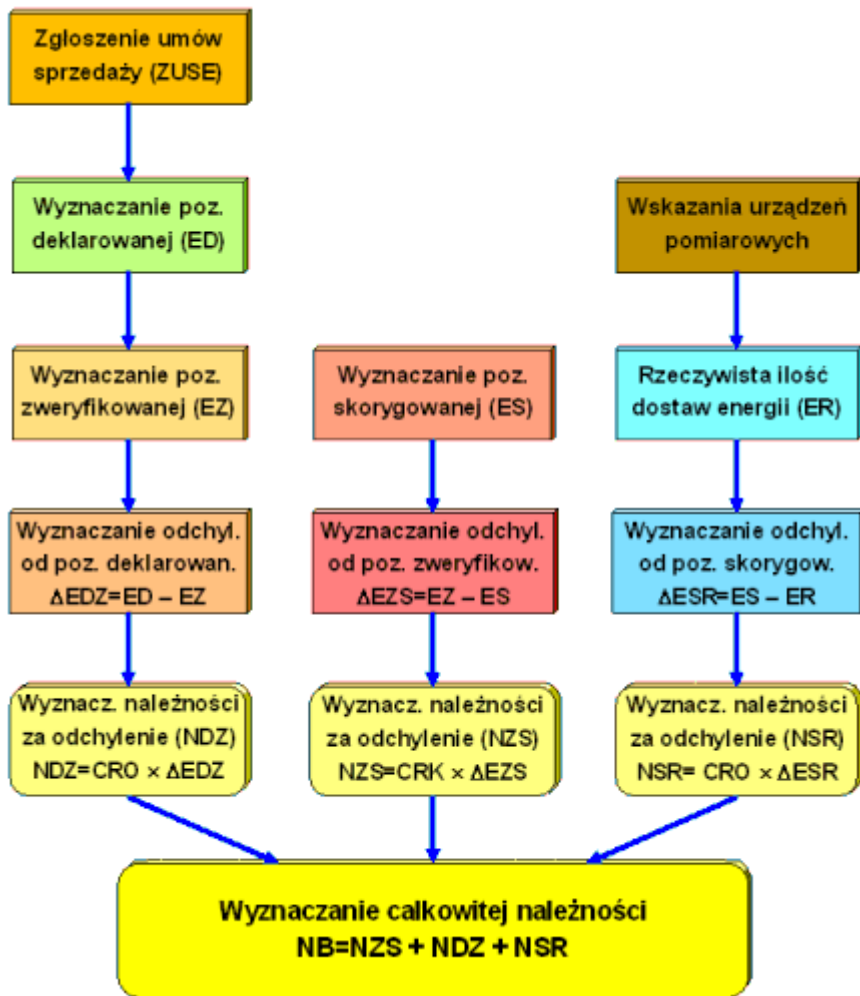 Zgłoszenie umów
sprzedaży (ZUSE)
Wyznaczanie poz.
deklarowanej (ED)
Wskazania urządzeń
pomiarowych
Wyznaczanie poz.
zweryfikowanej (EZ)
Wyznaczanie poz.
skorygowanej (ES)
Rzeczywista ilość
dostaw energii (ER)
Wyznaczanie odchyl.
od poz. deklarowan.
ΔEDZ=ED – EZ
Wyznaczanie odchyl.
od poz. zweryfikow.
ΔEZS=EZ – ES
Wyznaczanie odchyl.
od poz. skorygow.
ΔESR=ES – ER
Wyznacz. należności
za odchylenie (NDZ)
NDZ=CRO × ΔEDZ
Wyznacz. należności
za odchylenie (NZS)
NZS=CRK × ΔEZS
Wyznacz. należności
za odchylenie (NSR)
NSR= CRO × ΔESR
Wyznaczanie całkowitej należności
NB=NZS + NDZ + NSR